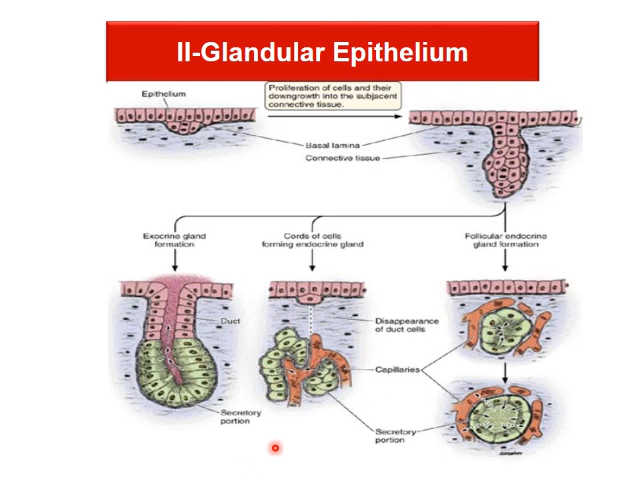 II-Glandular Epithelium
Epithelium
Proliferation of cells and their
downgrowth into the subjacent
connective tissue.
Basal lamina
Connective tissue
Exocrine gland
formation
Cords of cells
forming endocrine gland
Follicular endocrine
gland formation
Duct
Disappearance
of duct cells
Capillaries
Secretory
portion
Secretory
portion